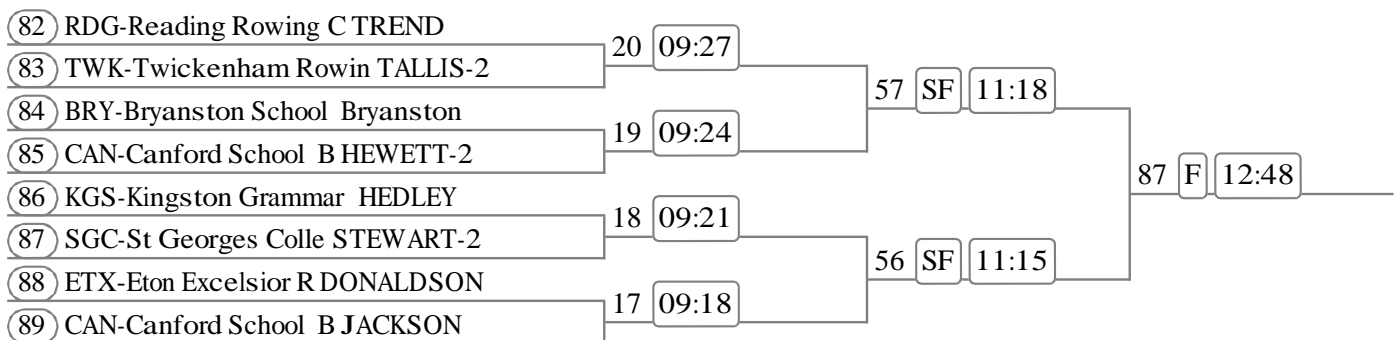 82 RDG-Reading Rowing C TREND
20 09:27
83 TWK-Twickenham Rowin TALLIS-2
57 SF 11:18
84 BRY-Bryanston School Bryanston
19 09:24
85 CAN-Canford School B HEWETT-2
87 F 12:48
86 KGS-Kingston Grammar HEDLEY
18 09:21
87 SGC-St Georges Colle STEWART-2
56 SF 11:15
88 ETX-Eton Excelsior R DONALDSON
17 09:18
89 CAN-Canford School B JACKSON